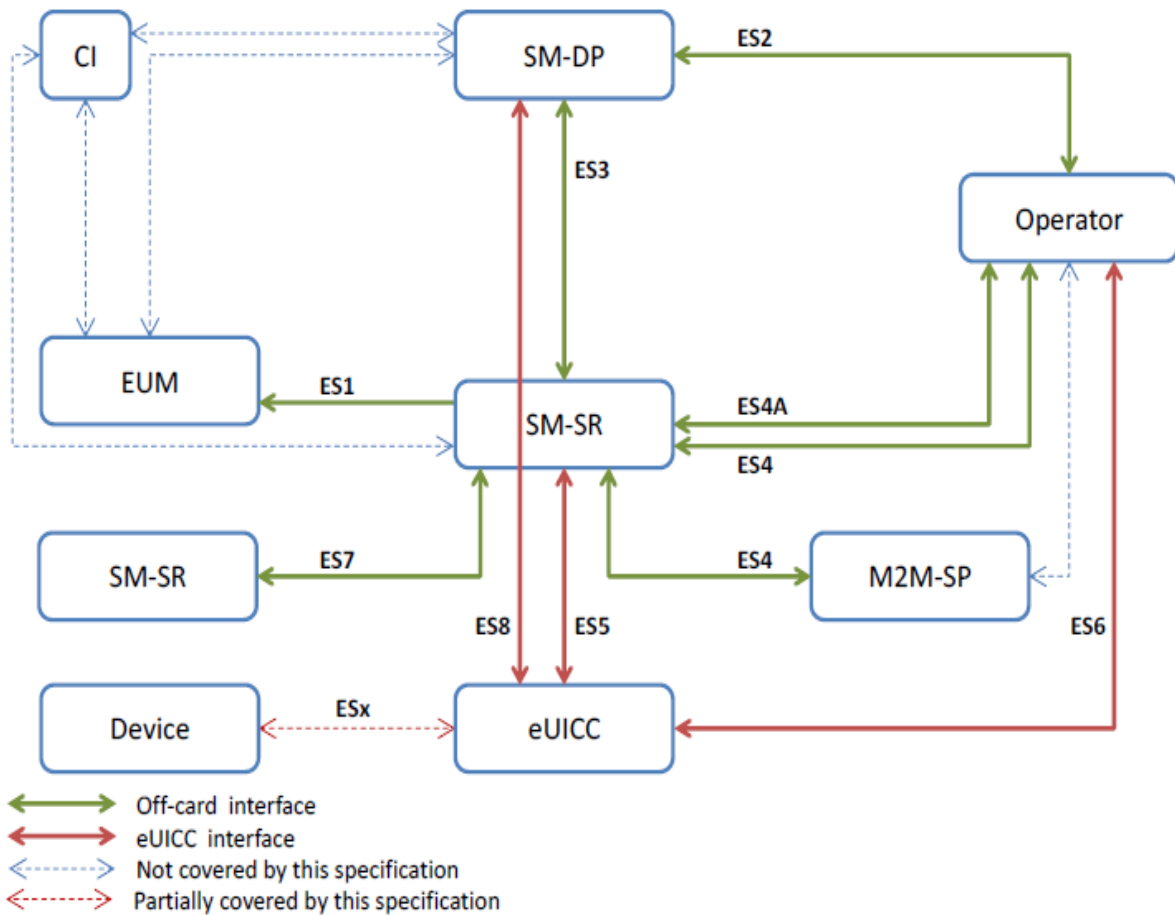 CI
SM-DP
ES2
ES3
Operator
EUM
ES1
SM-SR
ES4A
ES4
SM-SR
ES7
ES4
M2M-SP
ES8
ES5
ES6
Device
ESx
eUICC
Off-card interface
eUICC interface
Not covered by this specification
Partially covered by this specification